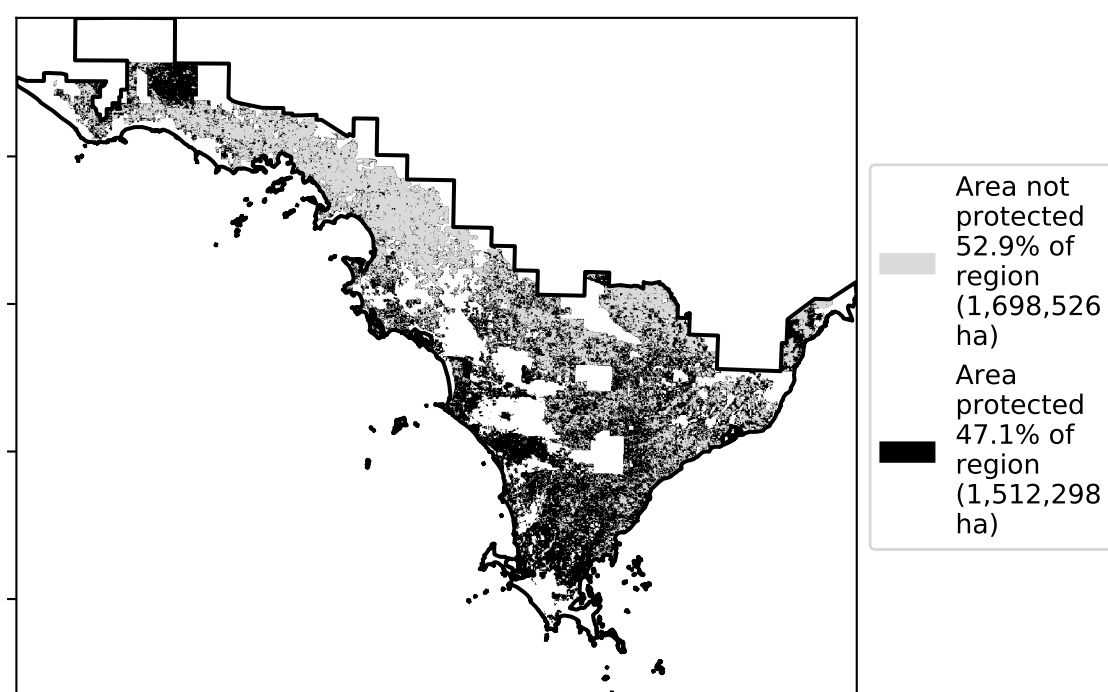 Area not
protected
52.9% of
region
(1,698,526
ha)
Area
protected
47.1% of
region
(1,512,298
ha)